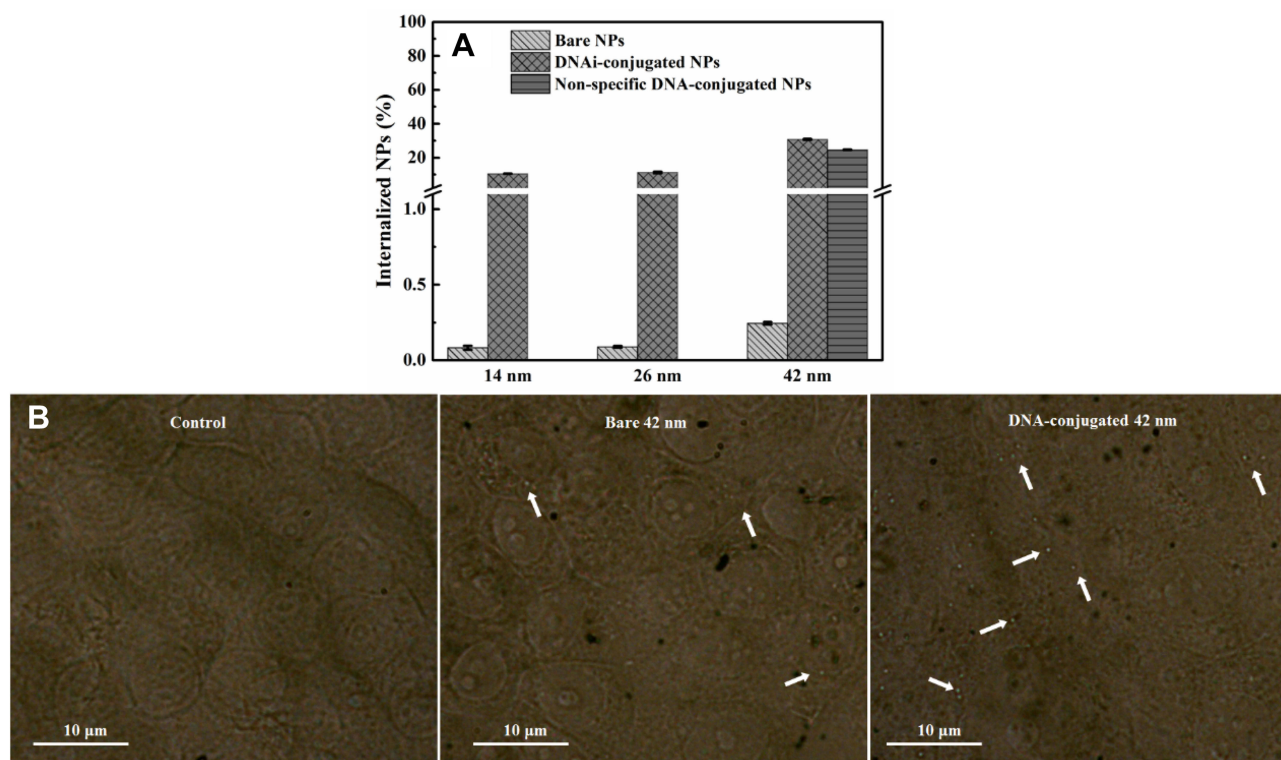 A
Bare NPs
DNAi-conjugated NPs
Non-specific DNA-conjugated NPs
Internalized NPs (%)
100
80
60
40
20
1.0
0.5
0.0
14 nm
26 nm
42 nm
B
Control
10 µm
Bare 42 nm
10 µm
DNA-conjugated 42 nm
10 µm